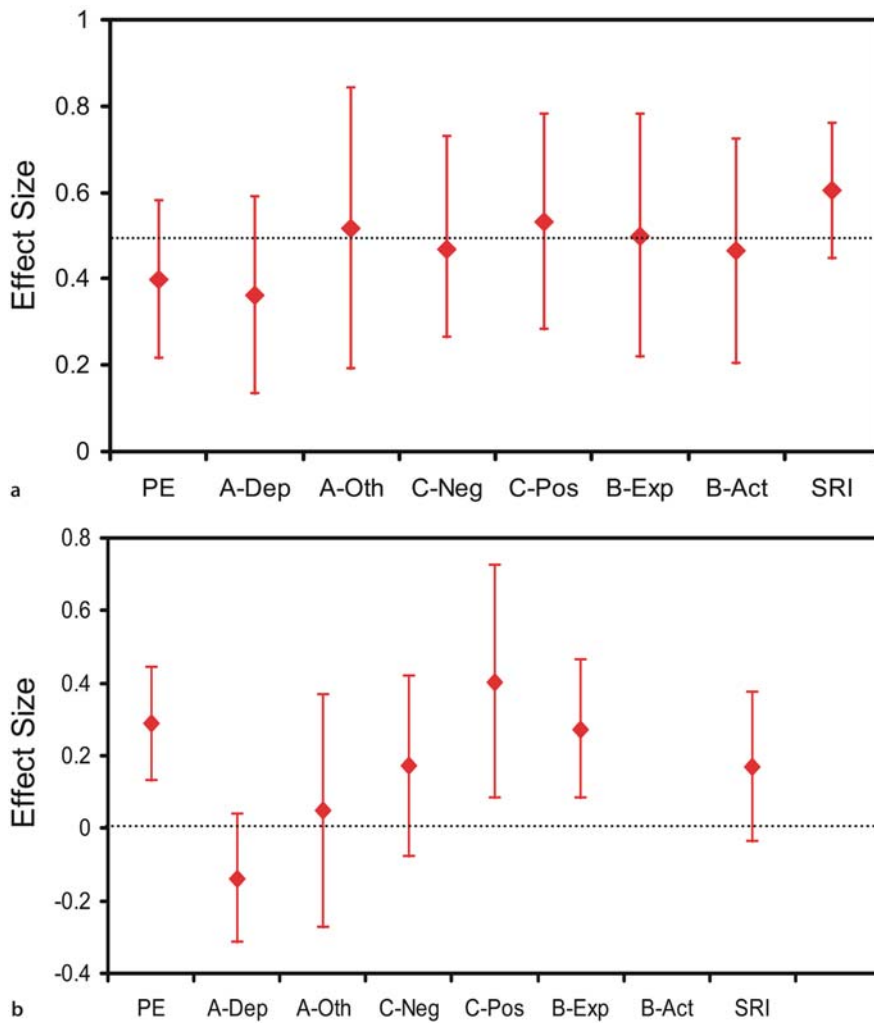 1
0.8
0.6
0.4
0.2
0
Effect Size
a
PE A-Dep A-Oth C-Neg C-Pos B-Exp B-Act SRI
0.8
0.6
0.4
0.2
0
-0.2
-0.4
Effect Size
b
PE A-Dep A-Oth C-Neg C-Pos B-Exp B-Act SRI